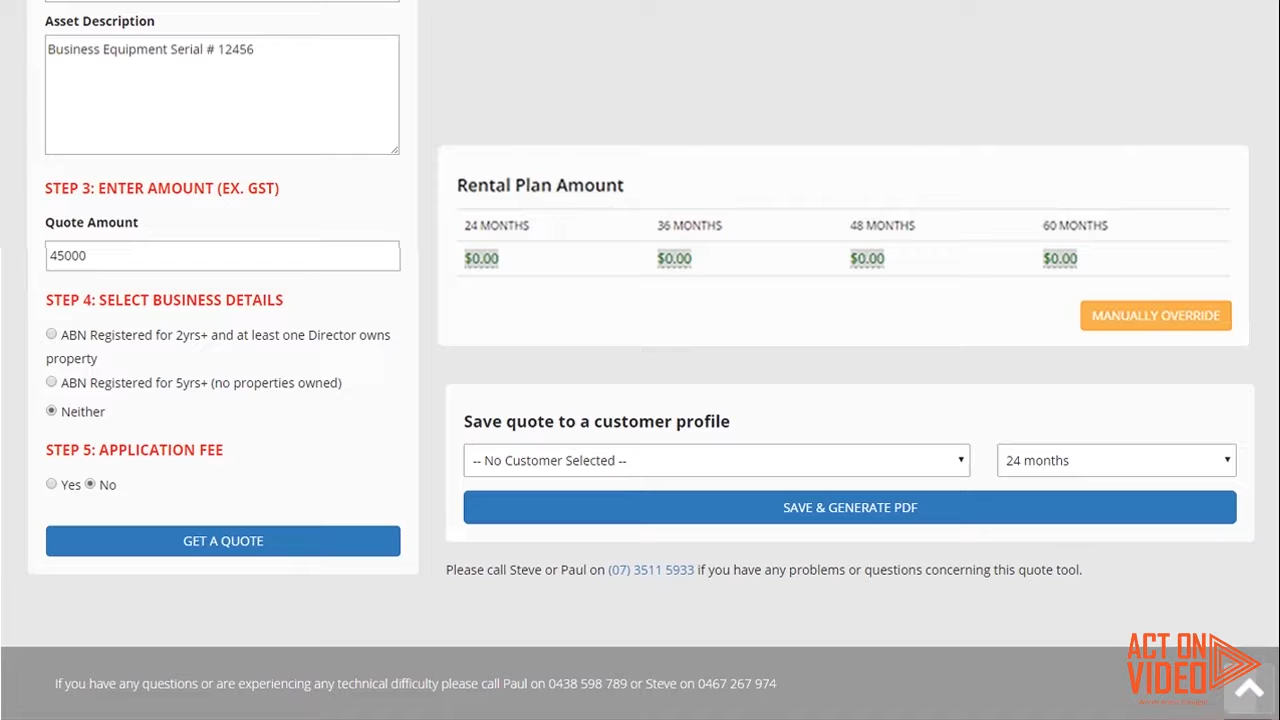 Asset Description
Business Equipment Serial # 12456
STEP 3: ENTER AMOUNT (EX. GST)
Quote Amount
45000
STEP 4: SELECT BUSINESS DETAILS
ABN Registered for 2yrs+ and at least one Director owns
property
ABN Registered for 5yrs+ (no properties owned)
Neither
STEP 5: APPLICATION FEE
Yes No
GET A QUOTE
Rental Plan Amount
24 MONTHS 36 MONTHS 48 MONTHS 60 MONTHS
$0.00 $0.00 $0.00 $0.00
MANUALLY OVERRIDE
Save quote to a customer profile
-- No Customer Selected -- 24 months
SAVE & GENERATE PDF
Please call Steve or Paul on (07) 3511 5933 if you have any problems or questions concerning this quote tool.
If you have any questions or are experiencing any technical difficulty please call Paul on 0438 598 789 or Steve on 0467 267 974
ACT ON
VIDEO